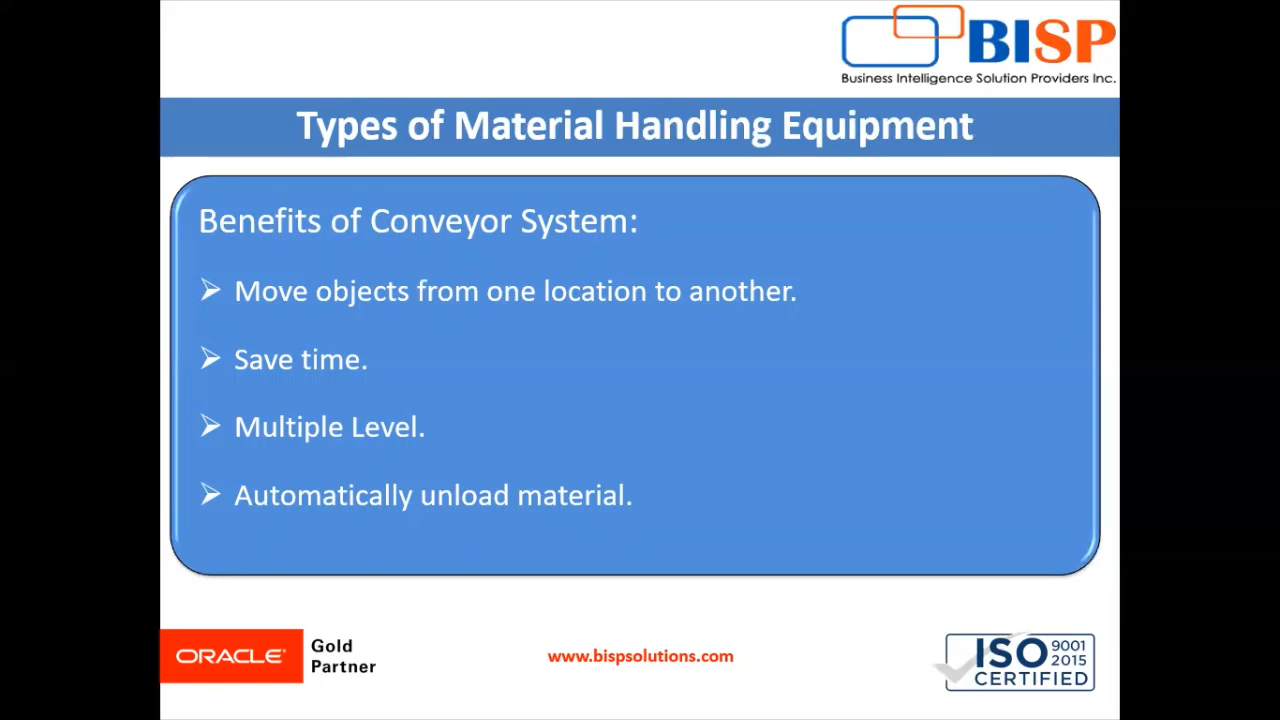 BISP
Business Intelligence Solution Providers Inc.
Types of Material Handling Equipment
Benefits of Conveyor System:
Move objects from one location to another.
Save time.
Multiple Level.
Automatically unload material.
ORACLE
Gold
Partner
www.bispsolutions.com
ISO 9001
2015
CERTIFIED